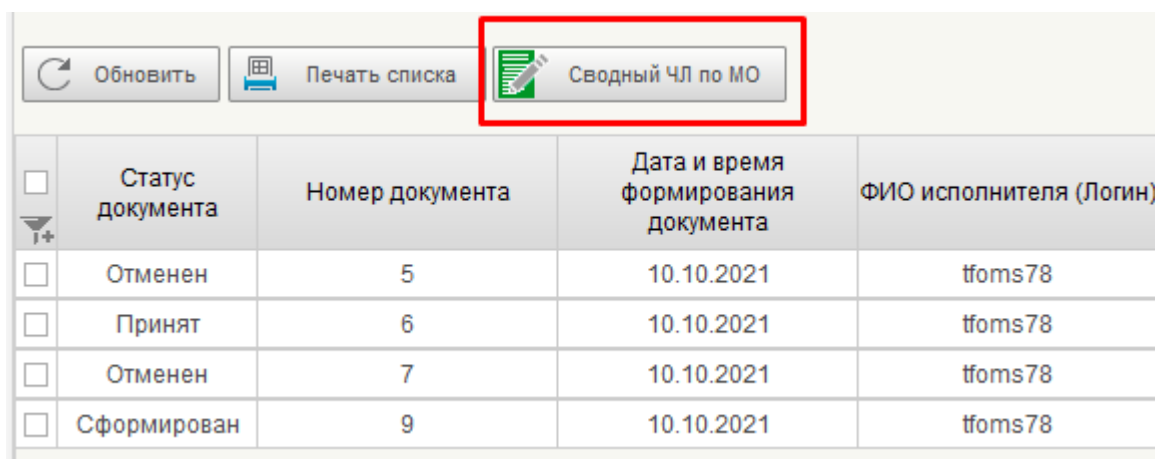 Обновить Печать списка Сводный ЧЛ по МО
Статус документа Номер документа Дата и время формирования документа ФИО исполнителя (Логин)
Отменен 5 10.10.2021 tfoms78
Принят 6 10.10.2021 tfoms78
Отменен 7 10.10.2021 tfoms78
Сформирован 9 10.10.2021 tfoms78